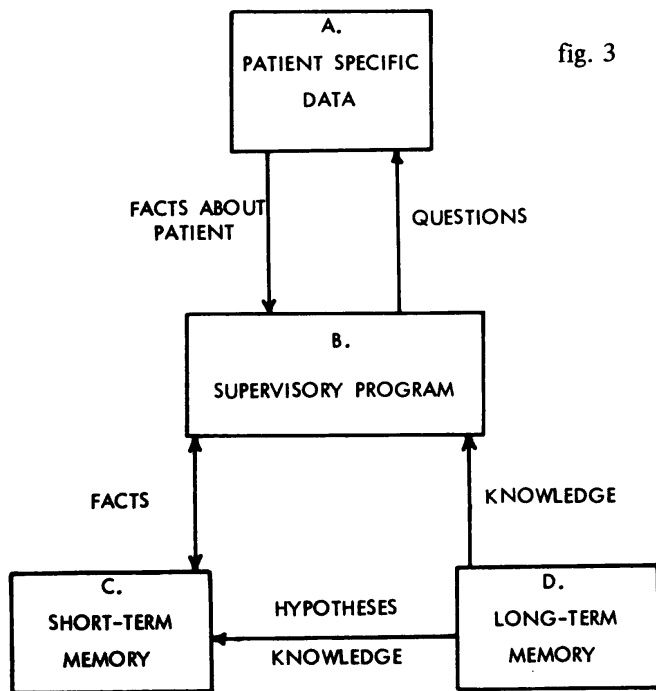 A.
PATIENT SPECIFIC
DATA
fig. 3
FACTS ABOUT
PATIENT
QUESTIONS
B.
SUPERVISORY PROGRAM
FACTS
KNOWLEDGE
C.
SHORT-TERM
MEMORY
HYPOTHESES
KNOWLEDGE
D.
LONG-TERM
MEMORY